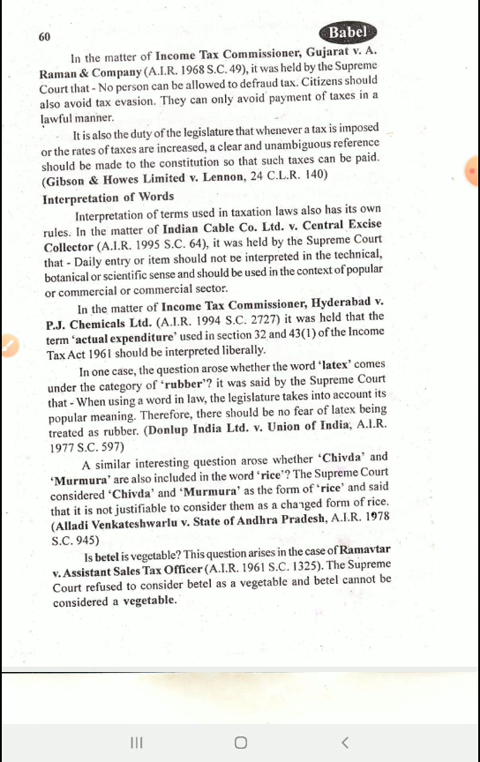 60
Babel
In the matter of Income Tax Commissioner, Gujarat v. A.
Raman & Company (A.I.R. 1968 S.C. 49), it was held by the Supreme
Court that - No person can be allowed to defraud tax. Citizens should
also avoid tax evasion. They can only avoid payment of taxes in a
lawful manner.
It is also the duty of the legislature that whenever a tax is imposed
or the rates of taxes are increased, a clear and unambiguous reference
should be made to the constitution so that such taxes can be paid.
(Gibson & Howes Limited v. Lennon, 24 C.L.R. 140)
Interpretation of Words
Interpretation of terms used in taxation laws also has its own
rules. In the matter of Indian Cable Co. Ltd. v. Central Excise
Collector (A.I.R. 1995 S.C. 64), it was held by the Supreme Court
that - Daily entry or item should not be interpreted in the technical,
botanical or scientific sense and should be used in the context of popular
or commercial or commercial sector.
In the matter of Income Tax Commissioner, Hyderabad v.
P.J. Chemicals Ltd. (A.I.R. 1994 S.C. 2727) it was held that the
term 'actual expenditure' used in section 32 and 43(1) of the Income
Tax Act 1961 should be interpreted liberally.
In one case, the question arose whether the word 'latex' comes
under the category of 'rubber'? it was said by the Supreme Court
that - When using a word in law, the legislature takes into account its
popular meaning. Therefore, there should be no fear of latex being
treated as rubber. (Donlup India Ltd. v. Union of India, A.I.R.
1977 S.C. 597)
A similar interesting question arose whether 'Chivda' and
'Murmura' are also included in the word 'rice'? The Supreme Court
considered 'Chivda' and 'Murmura' as the form of 'rice' and said
that it is not justifiable to consider them as a changed form of rice.
(Alladi Venkateshwarlu v. State of Andhra Pradesh, A.I.R. 1978
S.C. 945)
Is betel is vegetable? This question arises in the case of Ramavtar
v. Assistant Sales Tax Officer (A.I.R. 1961 S.C. 1325). The Supreme
Court refused to consider betel as a vegetable and betel cannot be
considered a vegetable.